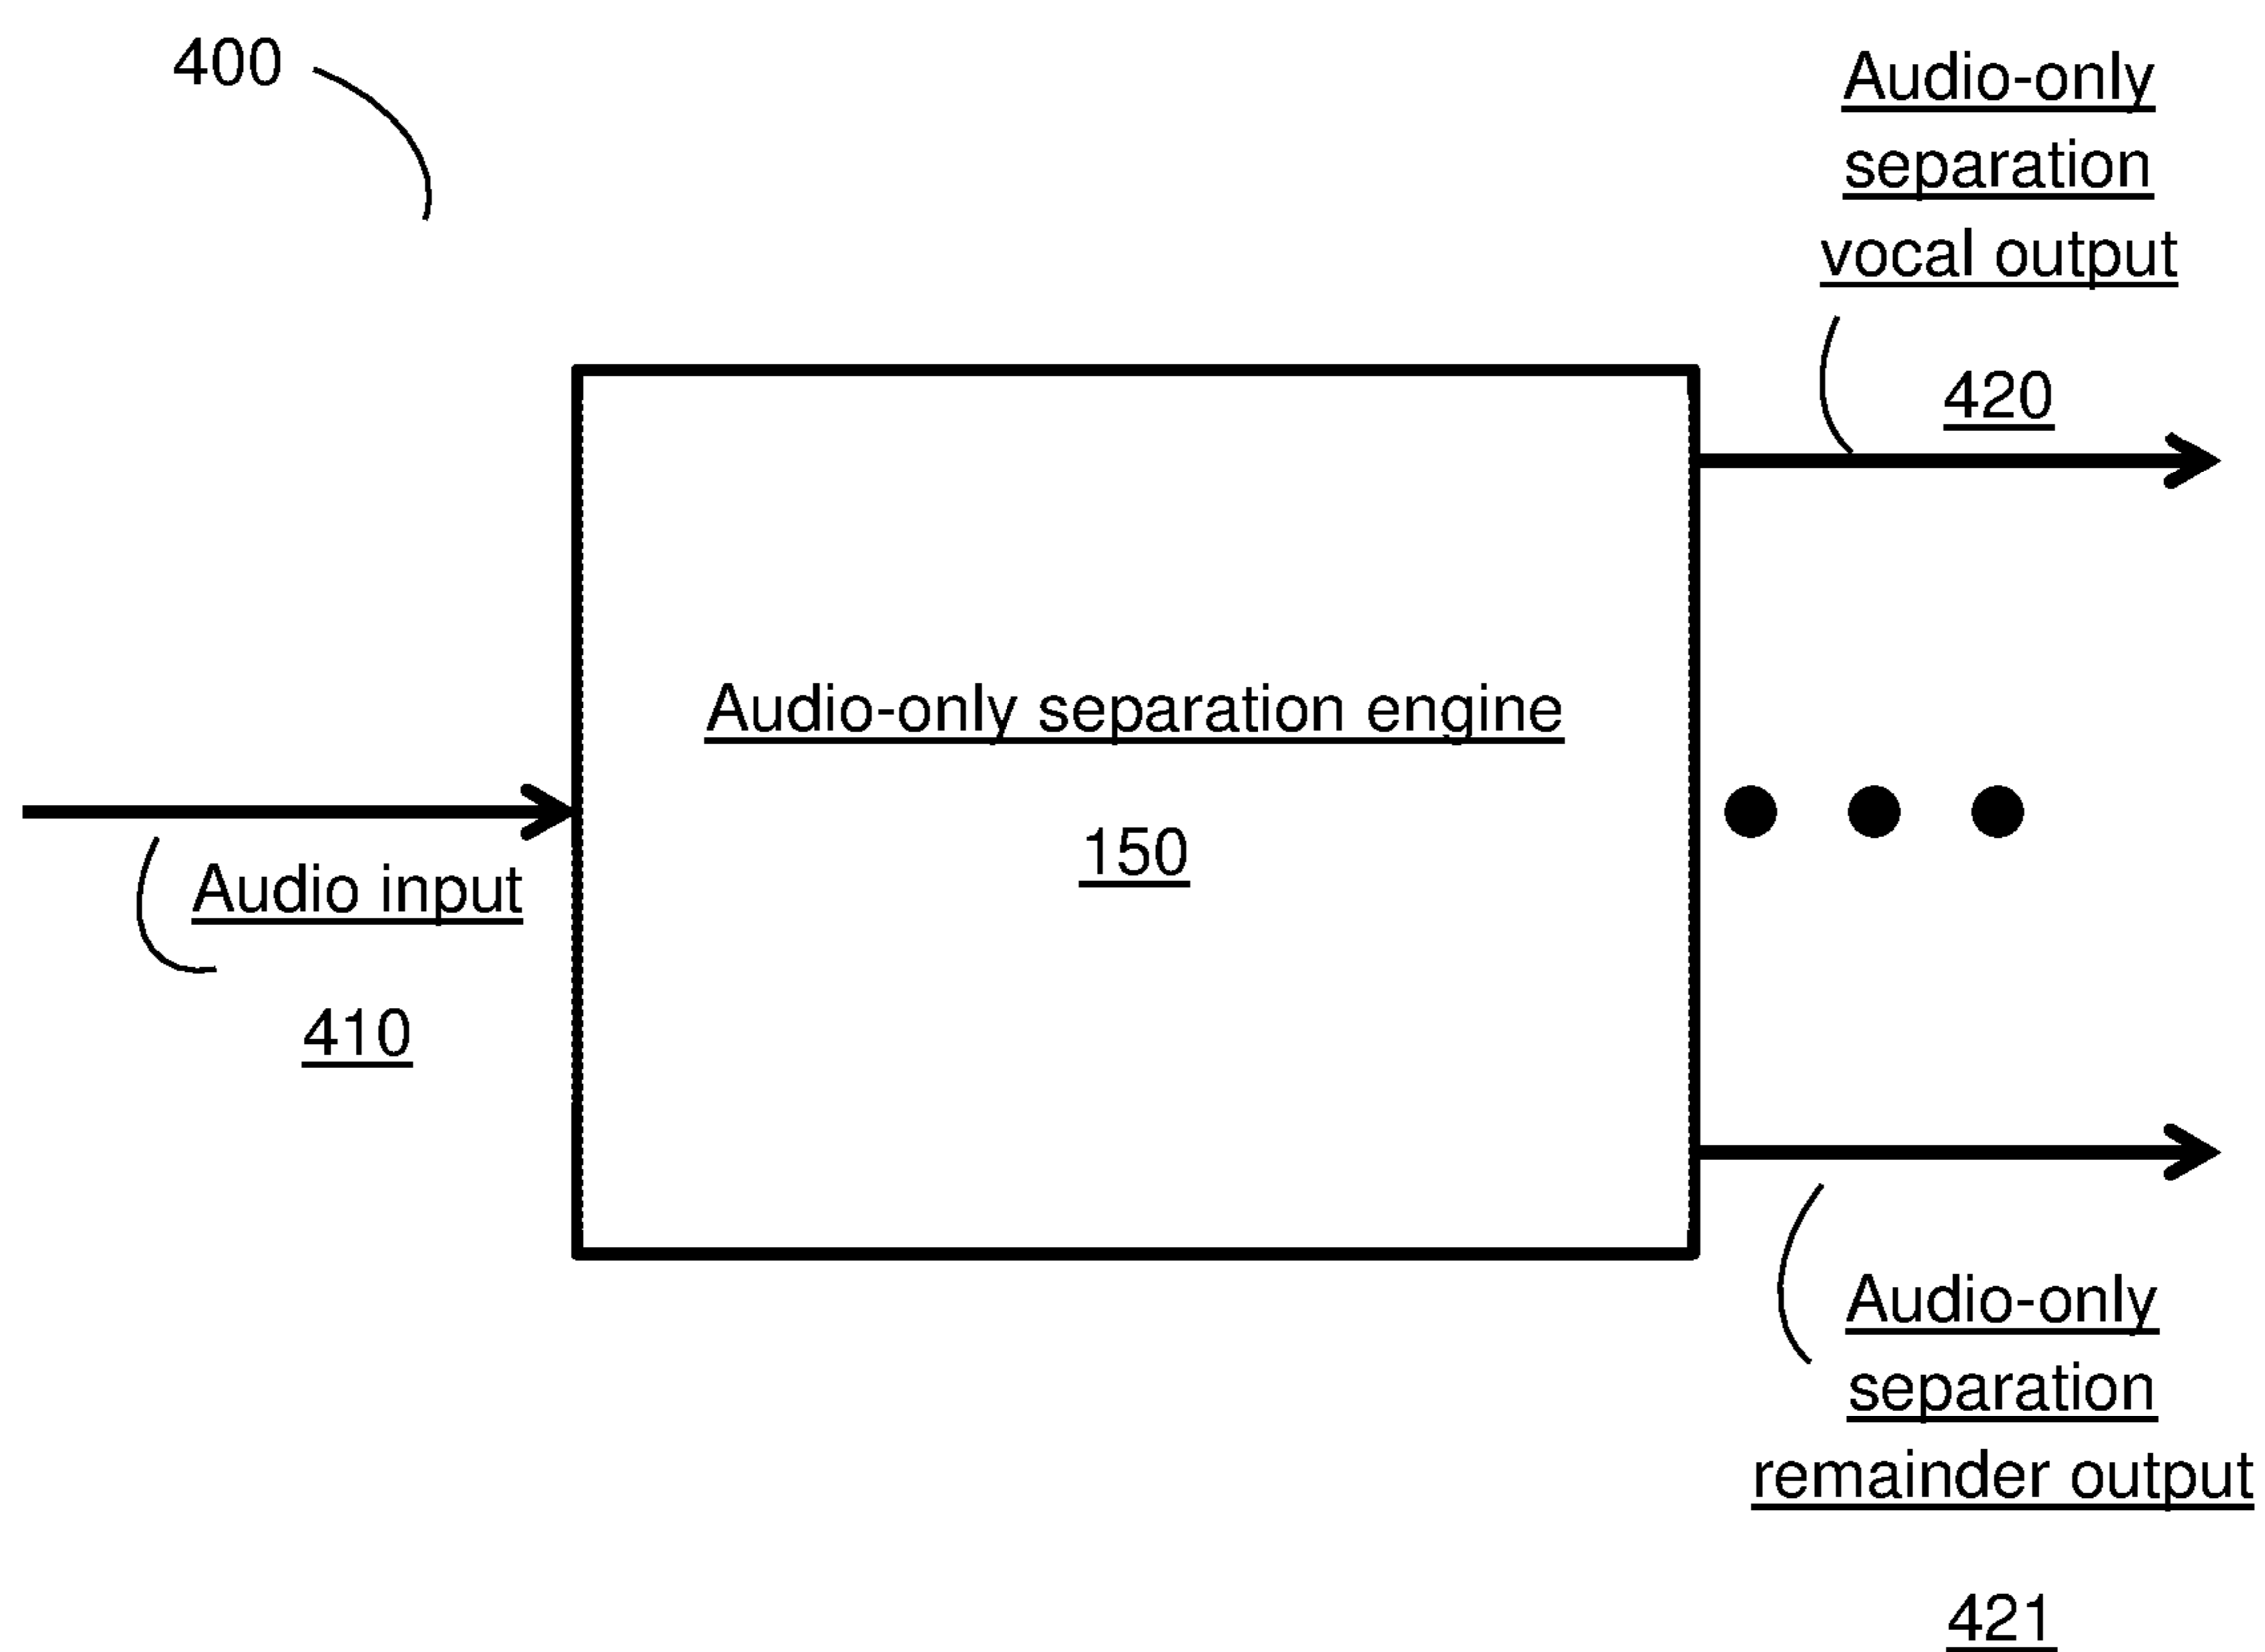 400
Audio-only
separation
vocal output
420
Audio-only separation engine
150
Audio input
410
Audio-only
separation
remainder output
421